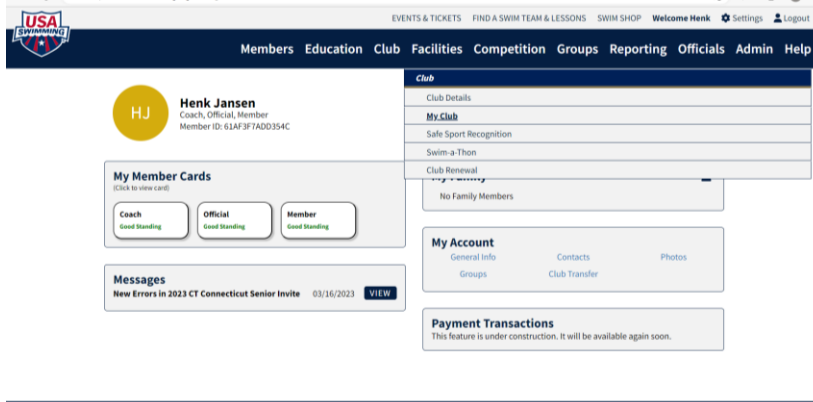 USA
SWIMMING
EVENTS & TICKETS FIND A SWIM TEAM & LESSONS SWIM SHOP Welcome Henk Settings Logout
Members Education Club Facilities Competition Groups Reporting Officials Admin Help
Club
Club Details
My Club
Safe Sport Recognition
Swim-a-Thon
Club Renewal
HJ
Henk Jansen
Coach, Official, Member
Member ID: 61AF3F7ADD354C
My Member Cards
(Click to view card)
Coach
Good Standing
Official
Good Standing
Member
Good Standing
Messages
New Errors in 2023 CT Connecticut Senior Invite 03/16/2023 VIEW
My Family
No Family Members
My Account
General Info Contacts Photos
Groups Club Transfer
Payment Transactions
This feature is under construction. It will be available again soon.